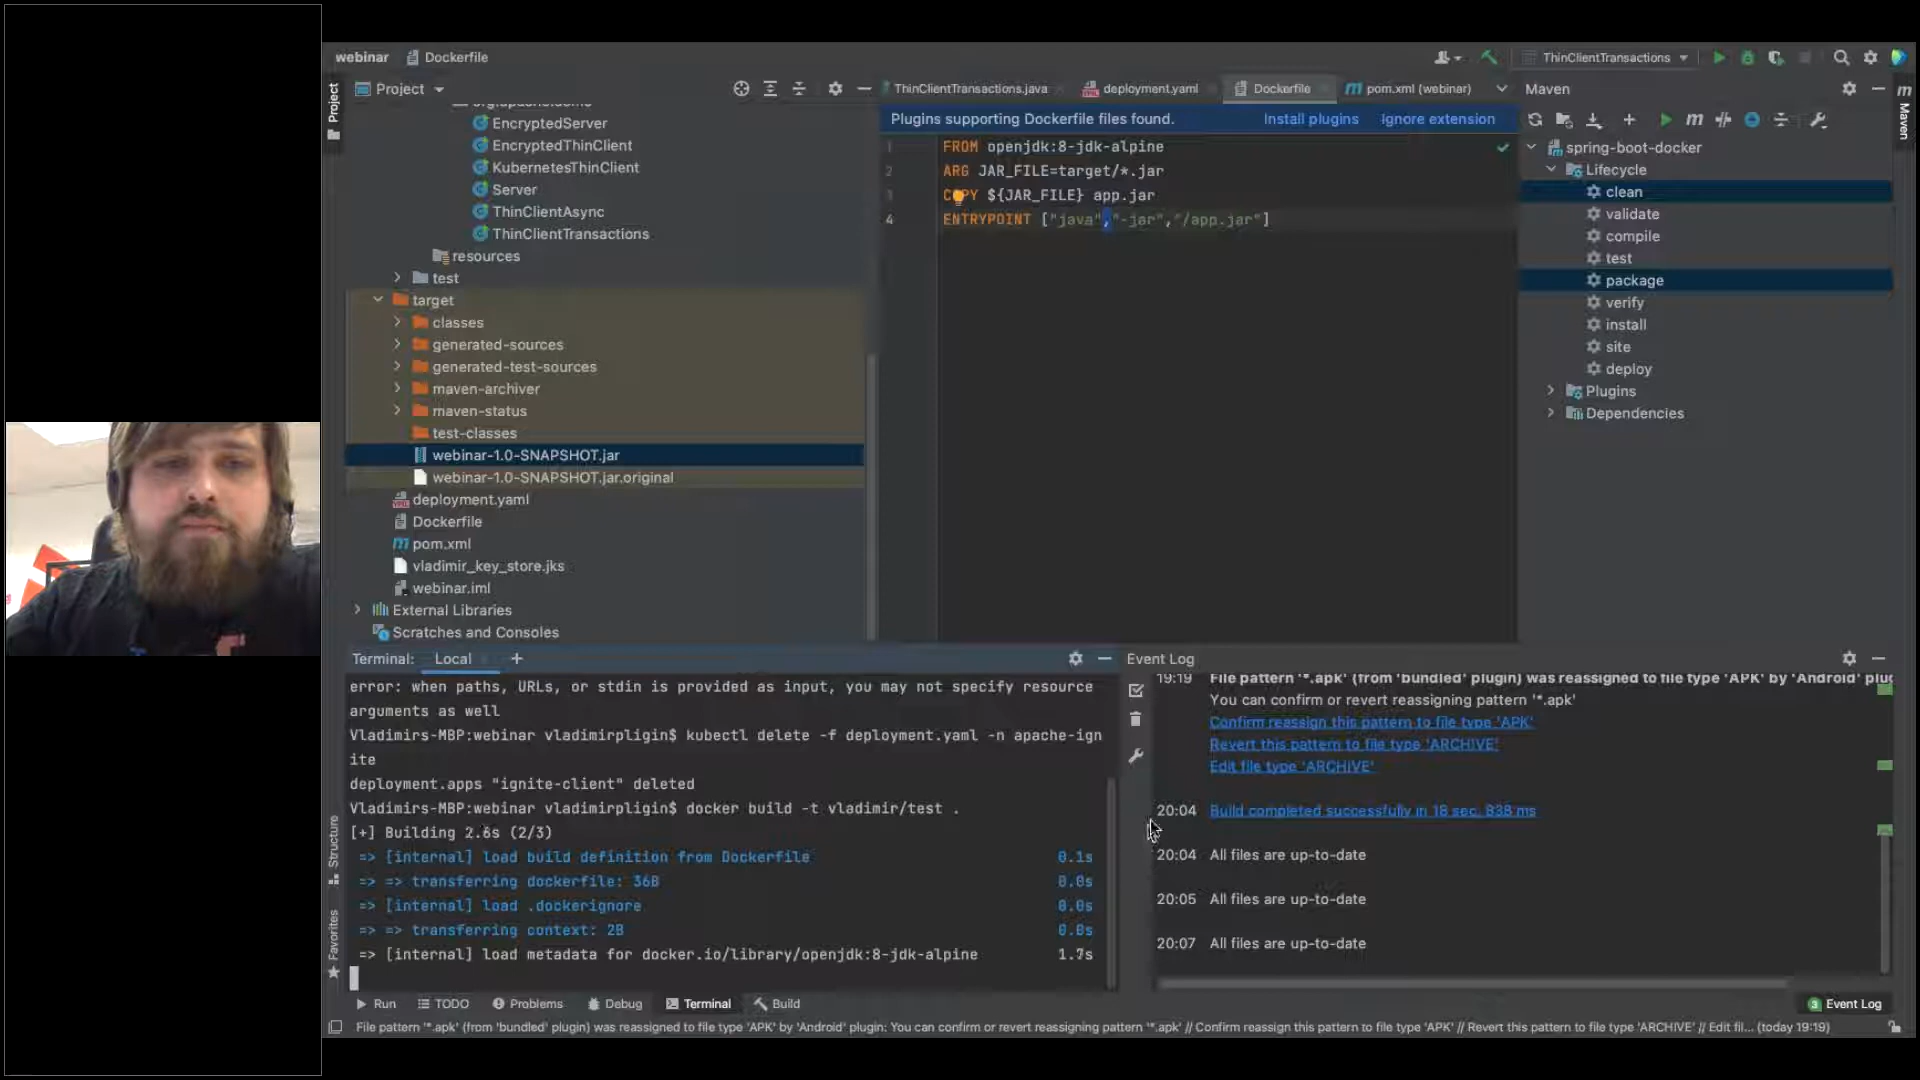 webinar Dockerfile
ThinClientTransactions
Project
Project
ThinClientTransactions.java
deployment.yaml
Dockerfile
pom.xml (webinar)
Maven
Maven
EncryptedServer
EncryptedThinClient
KubernetesThinClient
Server
ThinClientAsync
ThinClientTransactions
resources
test
target
classes
generated-sources
generated-test-sources
maven-archiver
maven-status
test-classes
webinar-1.0-SNAPSHOT.jar
webinar-1.0-SNAPSHOT.jar.original
deployment.yaml
Dockerfile
pom.xml
vladimir_key_store.jks
webinar.iml
External Libraries
Scratches and Consoles
Plugins supporting Dockerfile files found. Install plugins Ignore extension
1 FROM openjdk:8-jdk-alpine
2 ARG JAR_FILE=target/*.jar
3 COPY ${JAR_FILE} app.jar
4 ENTRYPOINT ["java","-jar","/app.jar"]
spring-boot-docker
Lifecycle
clean
validate
compile
test
package
verify
install
site
deploy
Plugins
Dependencies
Terminal: Local +
error: when paths, URLs, or stdin is provided as input, you may not specify resource
arguments as well
Vladimirs-MBP:webinar vladimirpligin$ kubectl delete -f deployment.yaml -n apache-ign
ite
deployment.apps "ignite-client" deleted
Vladimirs-MBP:webinar vladimirpligin$ docker build -t vladimir/test .
[+] Building 2.6s (2/3)
=> [internal] load build definition from Dockerfile 0.1s
=> => transferring dockerfile: 36B 0.0s
=> [internal] load .dockerignore 0.0s
=> => transferring context: 2B 0.0s
=> [internal] load metadata for docker.io/library/openjdk:8-jdk-alpine 1.7s
Event Log
19:19 File pattern '*.apk' (from 'bundled' plugin) was reassigned to file type 'APK' by 'Android' plug
You can confirm or revert reassigning pattern '*.apk'
Confirm reassign this pattern to file type 'APK'
Revert this pattern to file type 'ARCHIVE'
Edit file type 'ARCHIVE'
20:04 Build completed successfully in 18 sec, 838 ms
20:04 All files are up-to-date
20:05 All files are up-to-date
20:07 All files are up-to-date
Structure
Favorites
Run TODO Problems Debug Terminal Build
3 Event Log
File pattern '*.apk' (from 'bundled' plugin) was reassigned to file type 'APK' by 'Android' plugin: You can confirm or revert reassigning pattern '*.apk' // Confirm reassign this pattern to file type 'APK' // Revert this pattern to file type 'ARCHIVE' // Edit fil... (today 19:19)